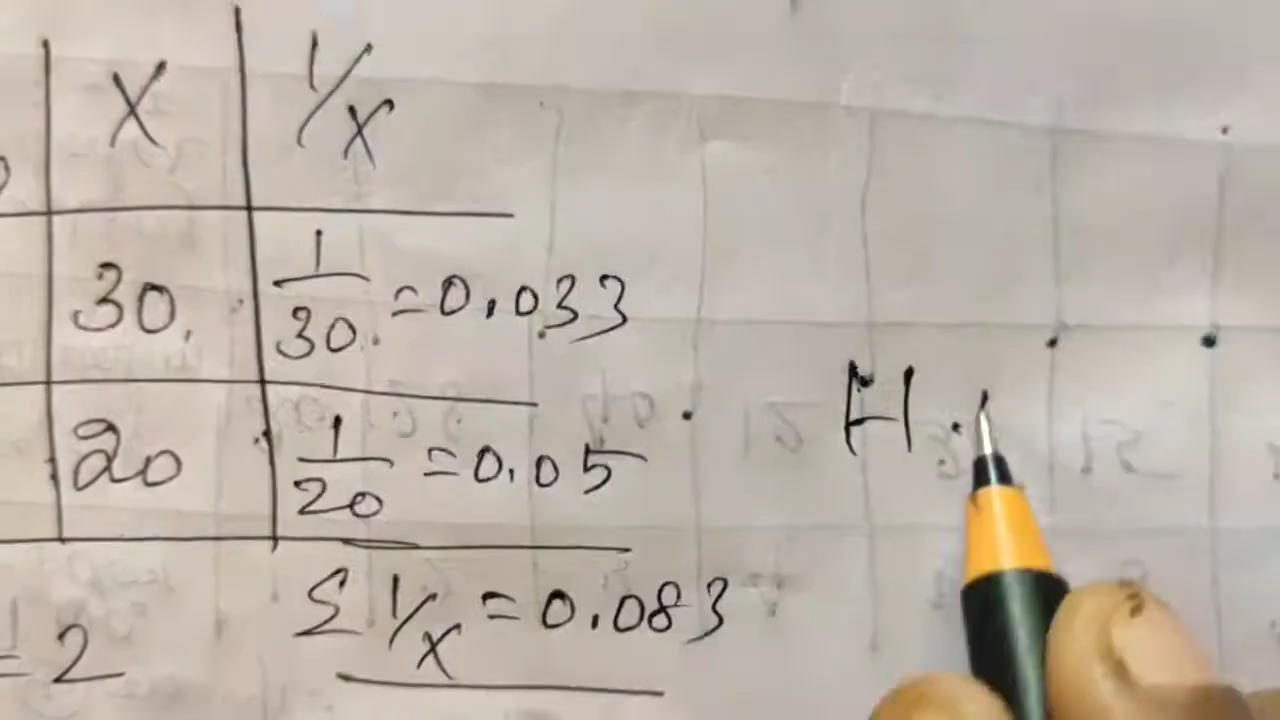 X 1/X
30 1/30 = 0.033
20 1/20 = 0.05
Σ 1/X = 0.083
= 2
H.